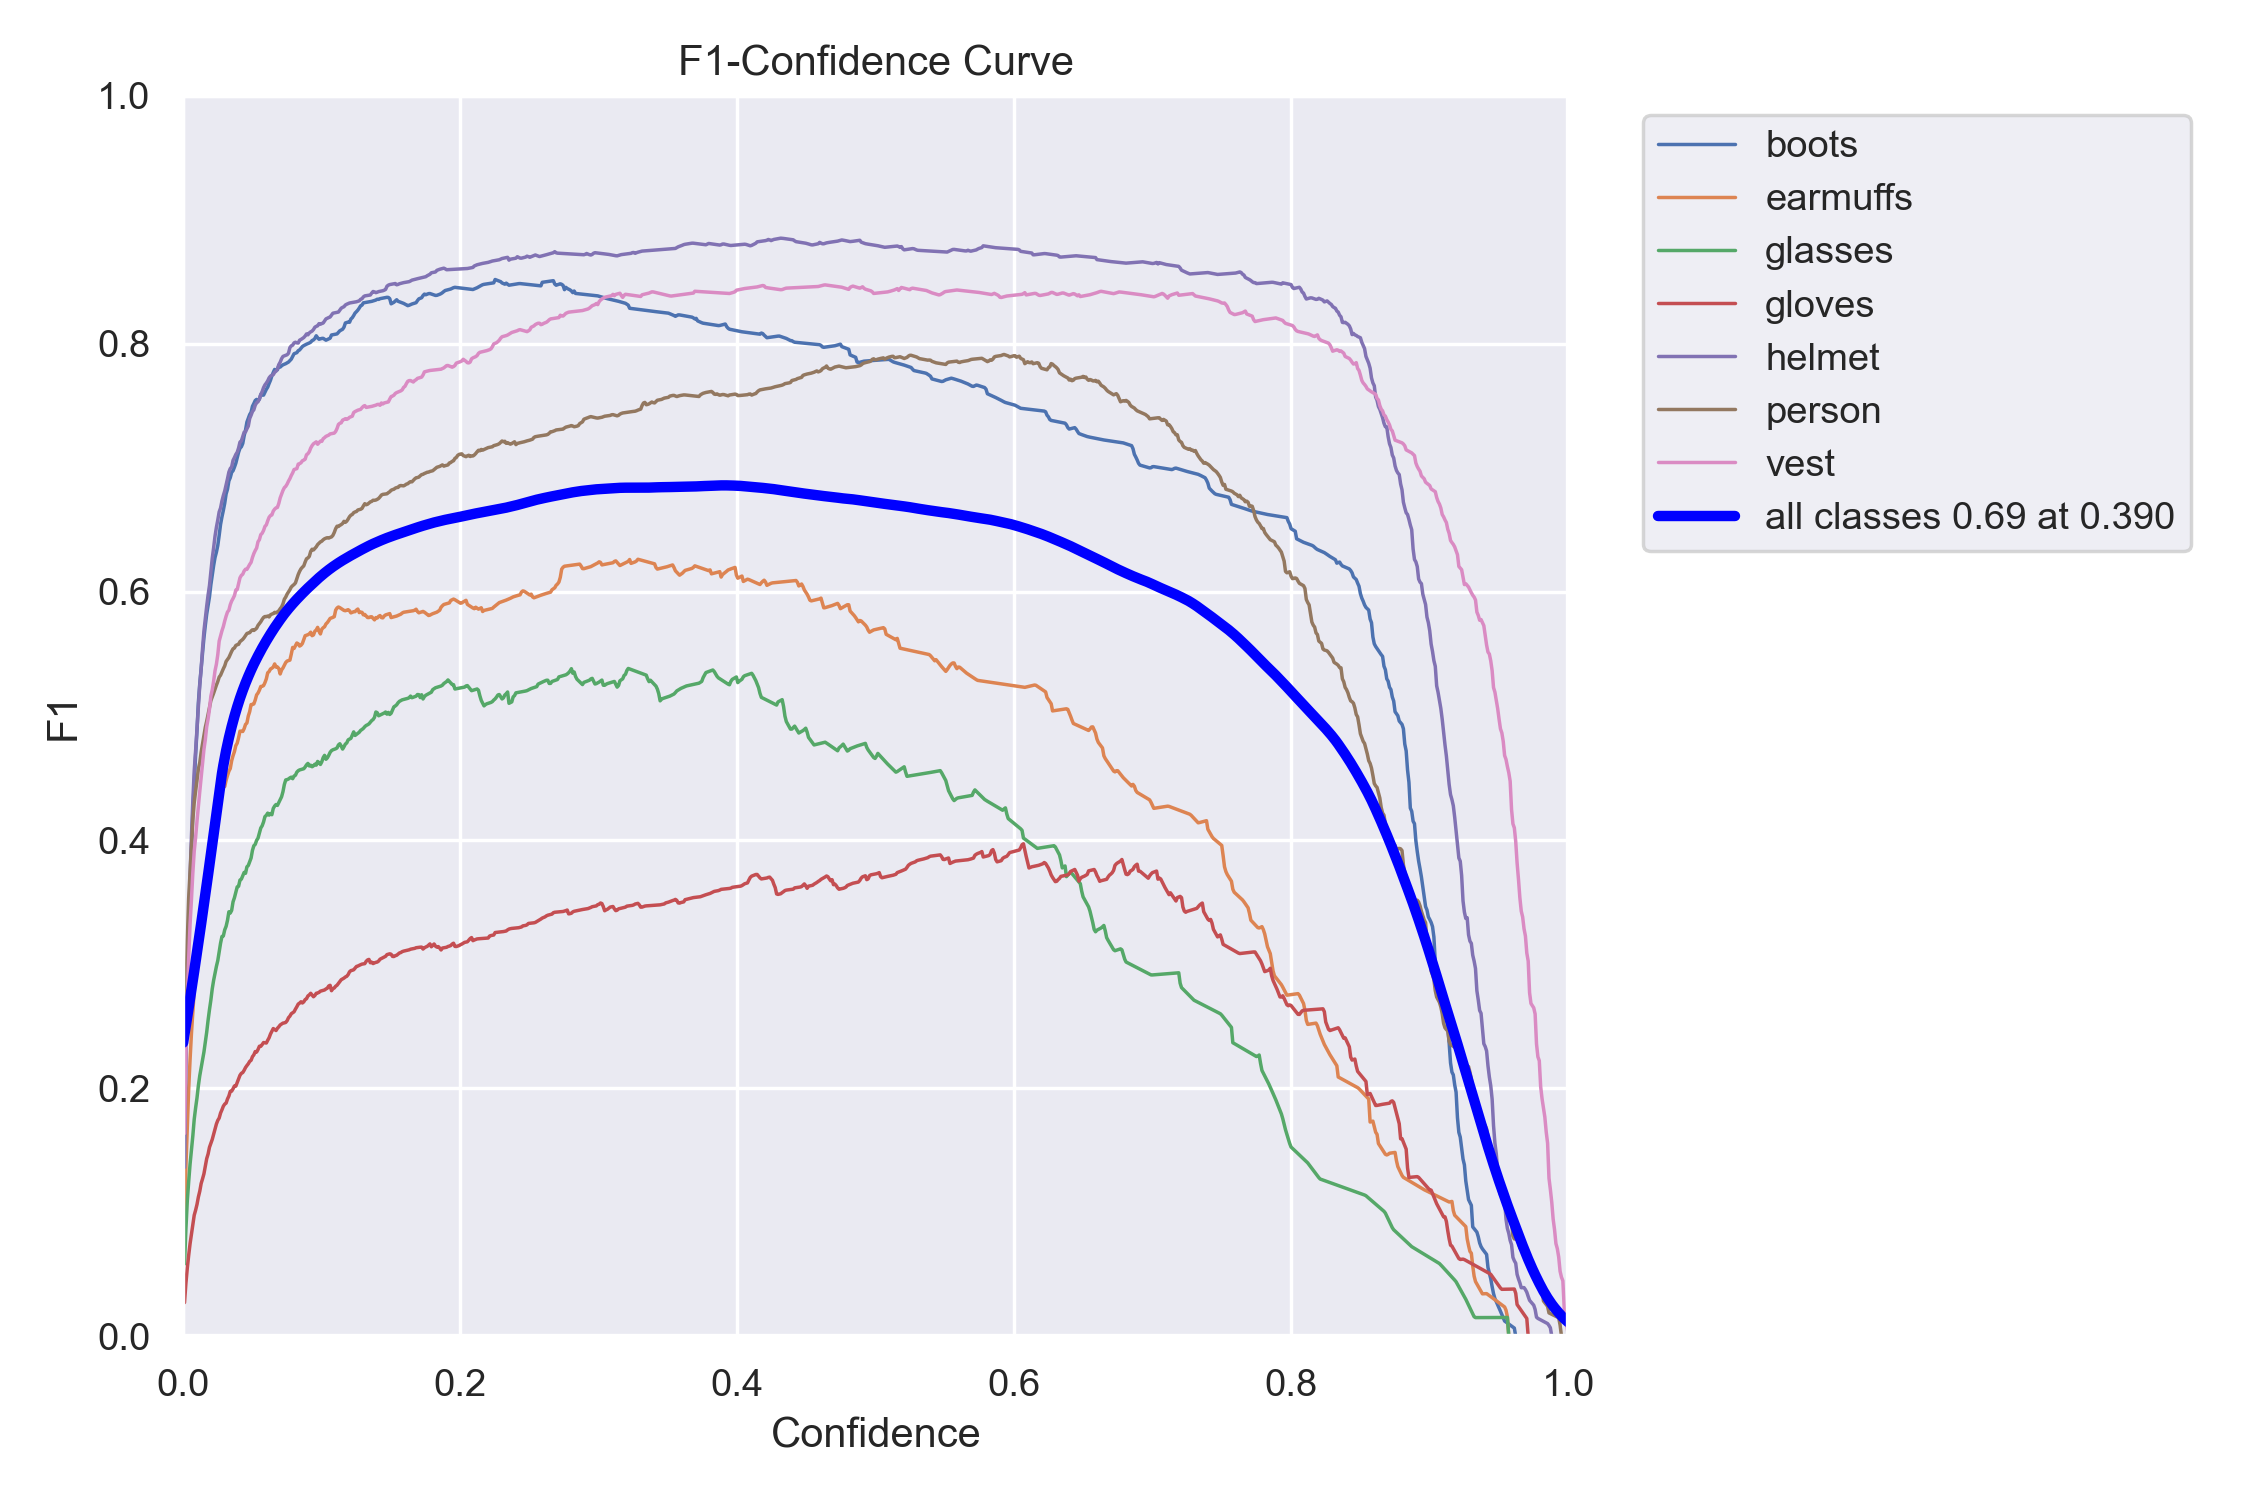 F1-Confidence Curve
1.0
0.8
0.6
0.4
0.2
0.0
F1
0.0 0.2 0.4 0.6 0.8 1.0
Confidence
boots
earmuffs
glasses
gloves
helmet
person
vest
all classes 0.69 at 0.390